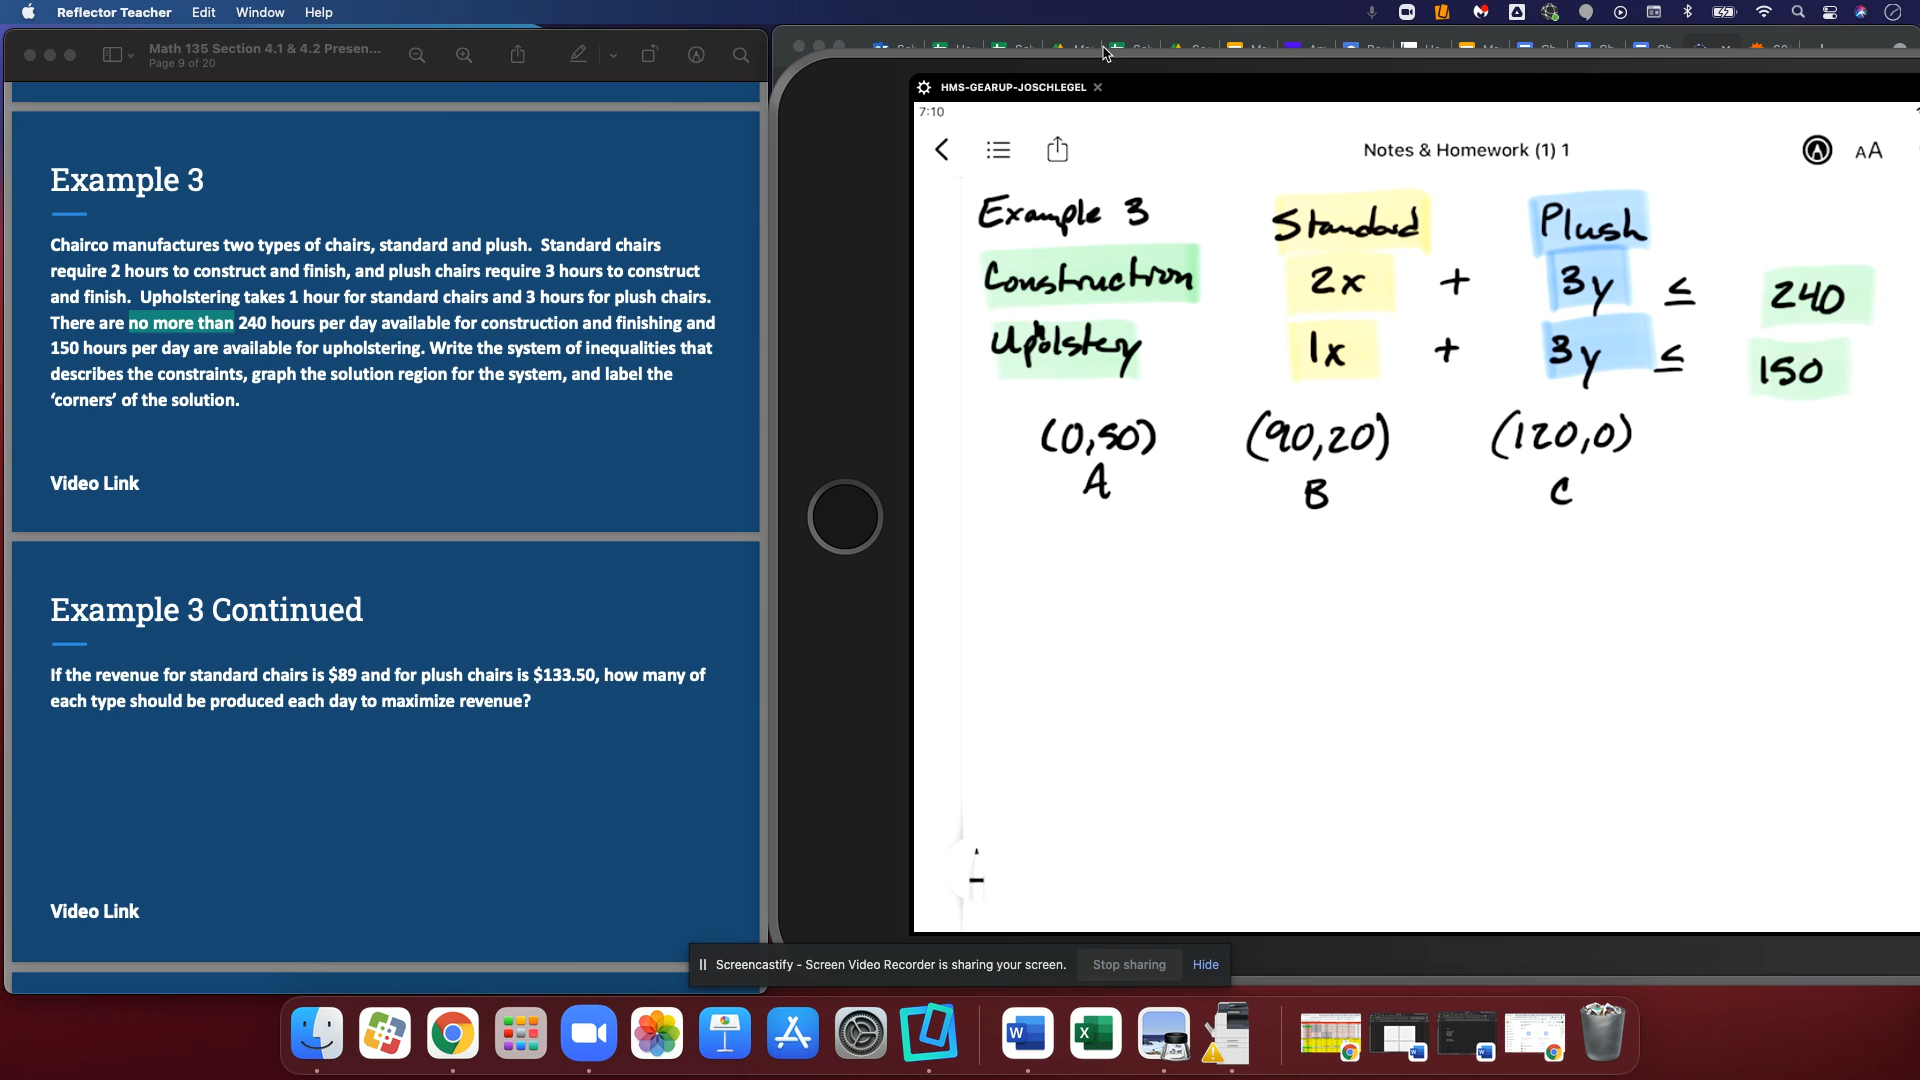 Reflector Teacher Edit Window Help
Math 135 Section 4.1 & 4.2 Presen...
Page 9 of 20
Example 3
Chairco manufactures two types of chairs, standard and plush. Standard chairs
require 2 hours to construct and finish, and plush chairs require 3 hours to construct
and finish. Upholstering takes 1 hour for standard chairs and 3 hours for plush chairs.
There are no more than 240 hours per day available for construction and finishing and
150 hours per day are available for upholstering. Write the system of inequalities that
describes the constraints, graph the solution region for the system, and label the
‘corners’ of the solution.
Video Link
Example 3 Continued
If the revenue for standard chairs is $89 and for plush chairs is $133.50, how many of
each type should be produced each day to maximize revenue?
Video Link
HMS-GEARUP-JOSCHLEGEL
7:10
Notes & Homework (1) 1
AA
Example 3 Standard Plush
Construction 2x + 3y ≤ 240
Upolstery 1x + 3y ≤ 150
(0,50) (90,20) (120,0)
A B C
Screencastify - Screen Video Recorder is sharing your screen. Stop sharing Hide